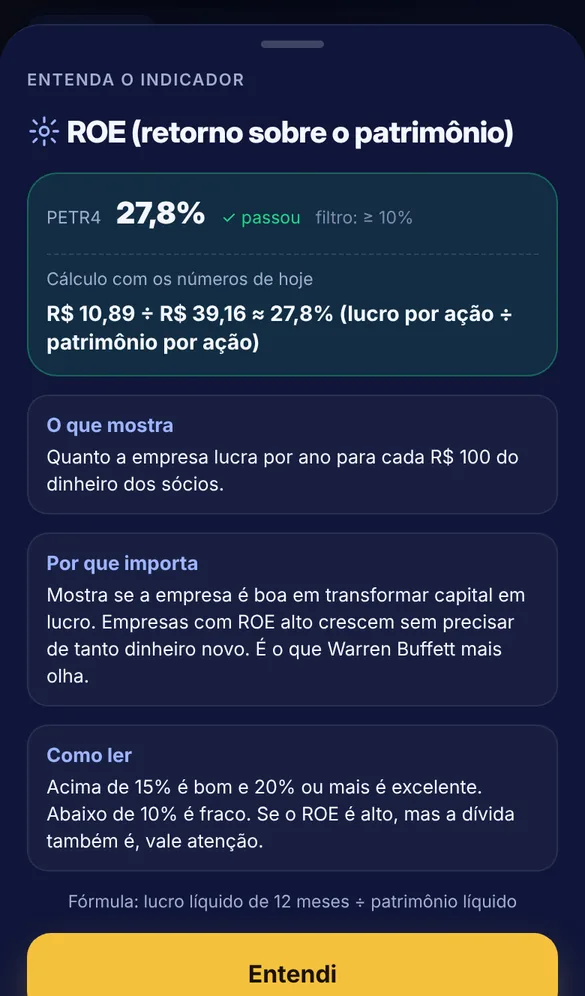 ENTENDA O INDICADOR
ROE (retorno sobre o patrimônio)
PETR4 27,8% ✓ passou filtro: ≥ 10%
Cálculo com os números de hoje
R$ 10,89 ÷ R$ 39,16 ≈ 27,8% (lucro por ação ÷
patrimônio por ação)
O que mostra
Quanto a empresa lucra por ano para cada R$ 100 do
dinheiro dos sócios.
Por que importa
Mostra se a empresa é boa em transformar capital em
lucro. Empresas com ROE alto crescem sem precisar
de tanto dinheiro novo. É o que Warren Buffett mais
olha.
Como ler
Acima de 15% é bom e 20% ou mais é excelente.
Abaixo de 10% é fraco. Se o ROE é alto, mas a dívida
também é, vale atenção.
Fórmula: lucro líquido de 12 meses ÷ patrimônio líquido
Entendi